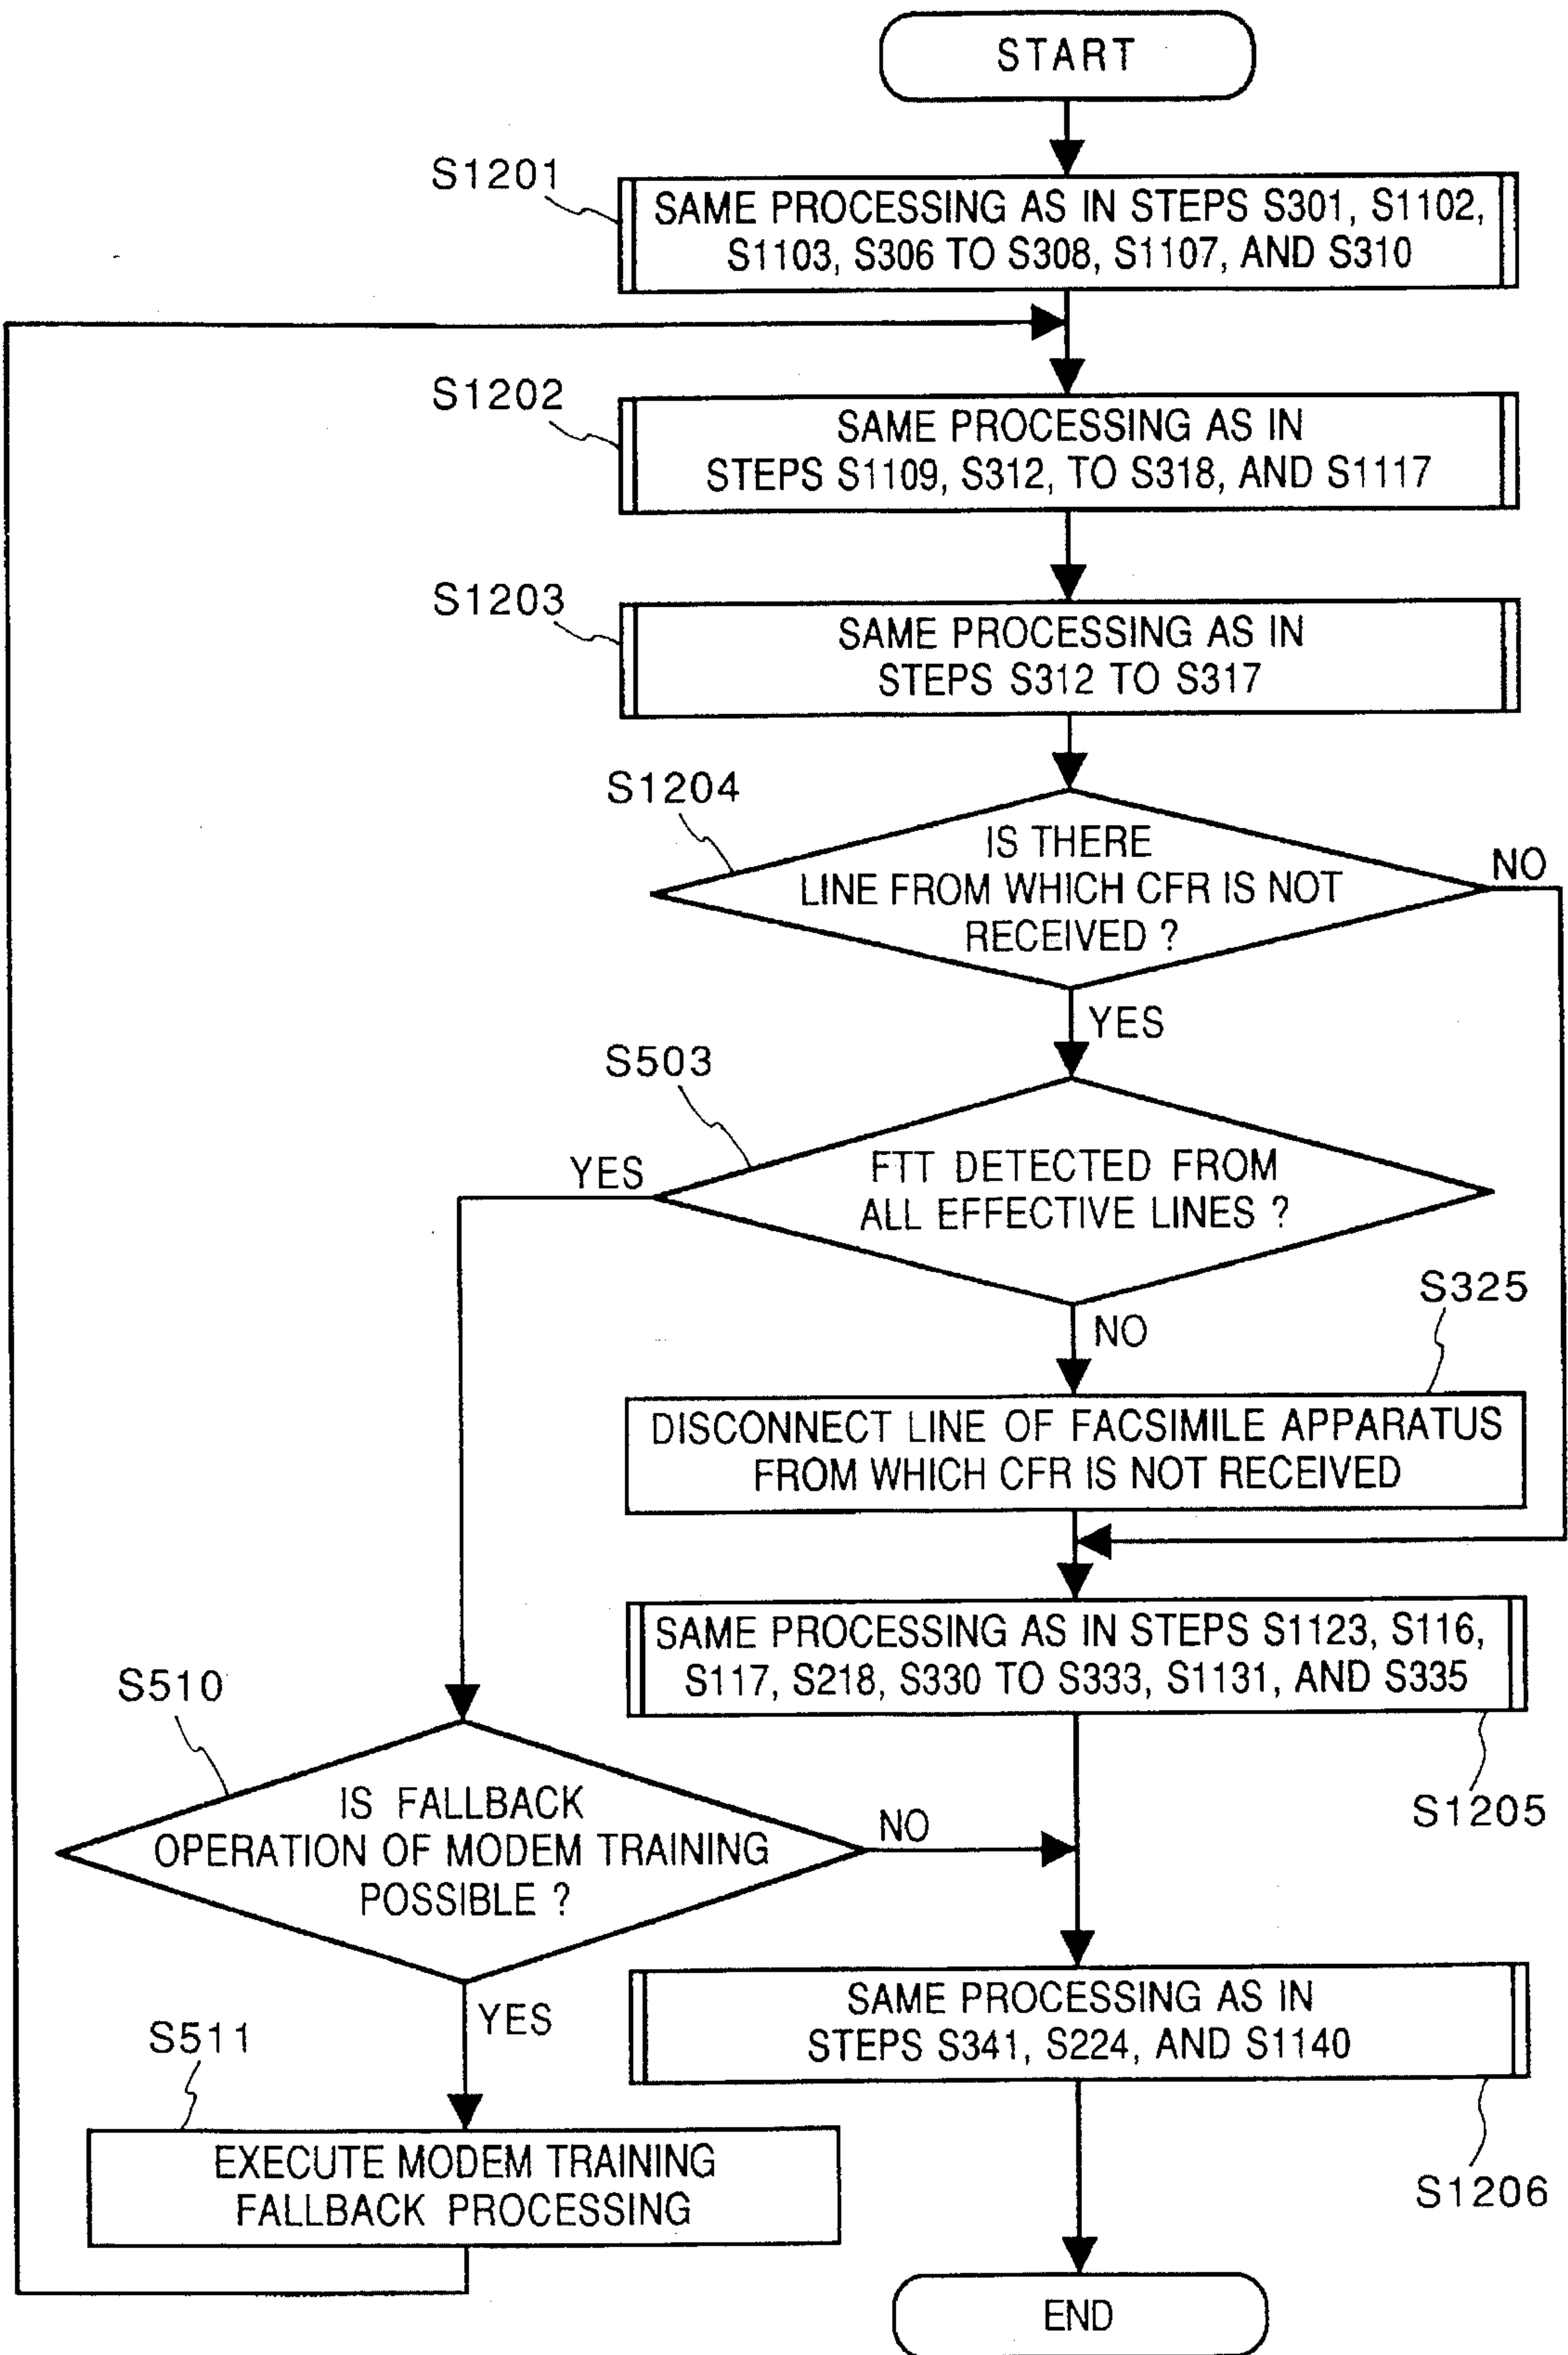 START
S1201
SAME PROCESSING AS IN STEPS S301, S1102,
S1103, S306 TO S308, S1107, AND S310
S1202
SAME PROCESSING AS IN
STEPS S1109, S312, TO S318, AND S1117
S1203
SAME PROCESSING AS IN
STEPS S312 TO S317
S1204
IS THERE
LINE FROM WHICH CFR IS NOT
RECEIVED ?
NO
YES
S503
FTT DETECTED FROM
ALL EFFECTIVE LINES ?
YES
NO
S325
DISCONNECT LINE OF FACSIMILE APPARATUS
FROM WHICH CFR IS NOT RECEIVED
SAME PROCESSING AS IN STEPS S1123, S116,
S117, S218, S330 TO S333, S1131, AND S335
S1205
S510
IS FALLBACK
OPERATION OF MODEM TRAINING
POSSIBLE ?
NO
YES
SAME PROCESSING AS IN
STEPS S341, S224, AND S1140
S1206
S511
EXECUTE MODEM TRAINING
FALLBACK PROCESSING
END